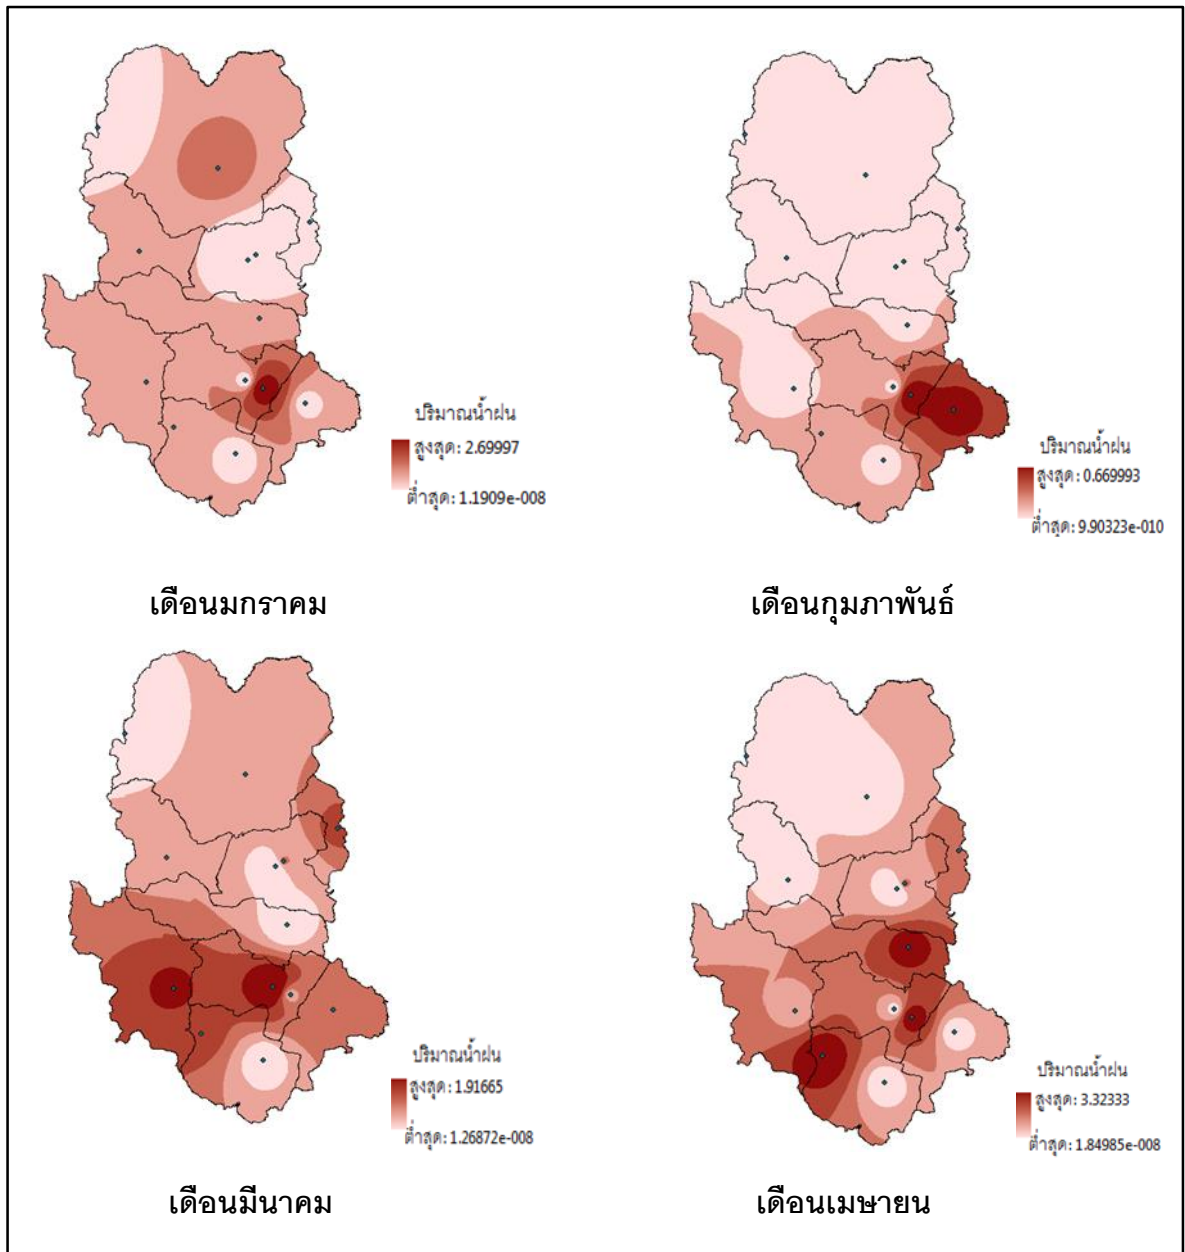 ปริมาณน้ำฝน
สูงสุด: 2.69997
ต่ำสุด: 1.1909e-008
เดือนมกราคม
ปริมาณน้ำฝน
สูงสุด: 0.669993
ต่ำสุด: 9.90323e-010
เดือนกุมภาพันธ์
ปริมาณน้ำฝน
สูงสุด: 1.91665
ต่ำสุด: 1.26872e-008
เดือนมีนาคม
ปริมาณน้ำฝน
สูงสุด: 3.32333
ต่ำสุด: 1.84985e-008
เดือนเมษายน